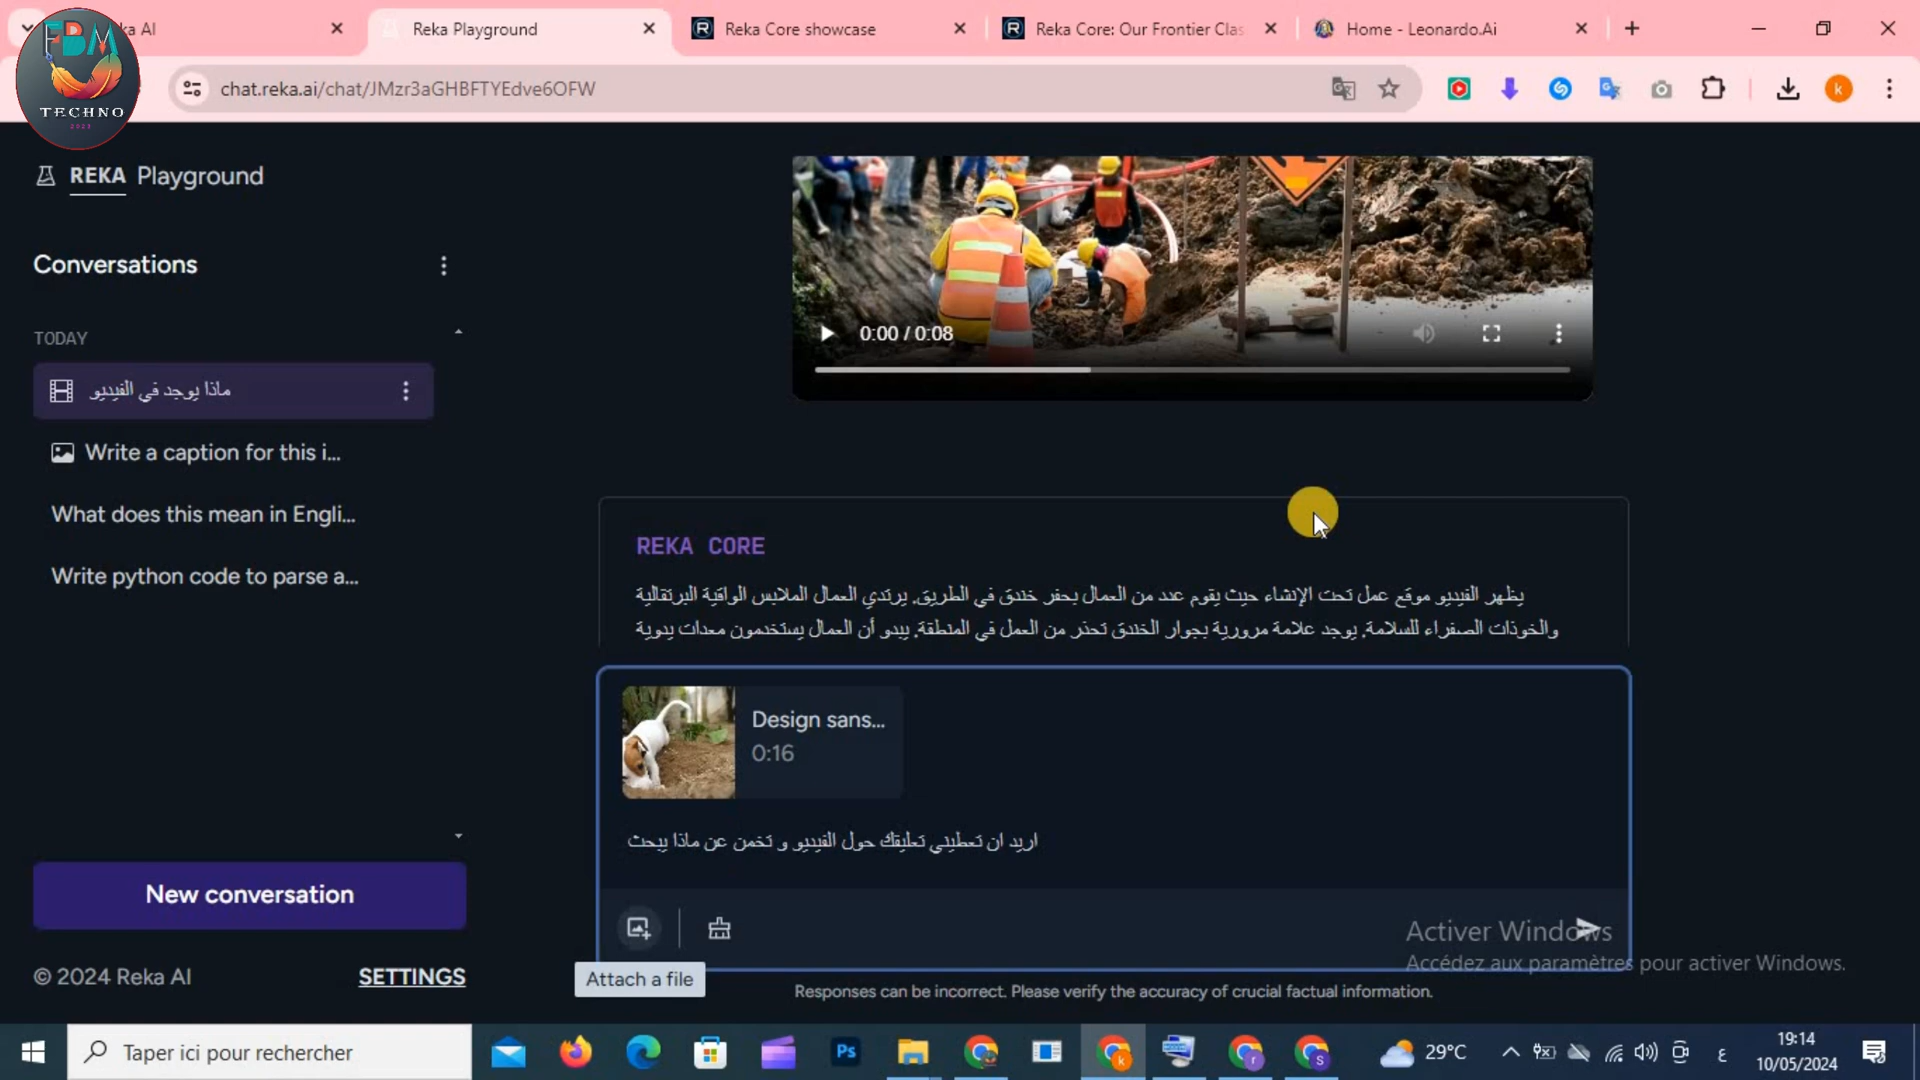 ka AI
Reka Playground
Reka Core showcase
Reka Core: Our Frontier Clas
Home - Leonardo.Ai
FBM
TECHNO
2023
chat.reka.ai/chat/JMzr3aGHBFTYEdve6OFW
k
REKA Playground
Conversations
TODAY
ماذا يوجد في الفيديو
Write a caption for this i...
What does this mean in Engli...
Write python code to parse a...
New conversation
© 2024 Reka AI
SETTINGS
0:00 / 0:08
REKA CORE
يظهر الفيديو موقع عمل تحت الإنشاء حيث يقوم عدد من العمال بحفر خندق في الطريق. يرتدي العمال الملابس الواقية البرتقالية
والخوذات الصفراء للسلامة. يوجد علامة مرورية بجوار الخندق تحذر من العمل في المنطقة. يبدو أن العمال يستخدمون معدات يدوية
Design sans...
0:16
اريد ان تعطيني تعليقك حول الفيديو و تخمن عن ماذا يبحث
Attach a file
Activer Windows
Accédez aux paramètres pour activer Windows.
Responses can be incorrect. Please verify the accuracy of crucial factual information.
Taper ici pour rechercher
Ps
29°C
ع
19:14
10/05/2024